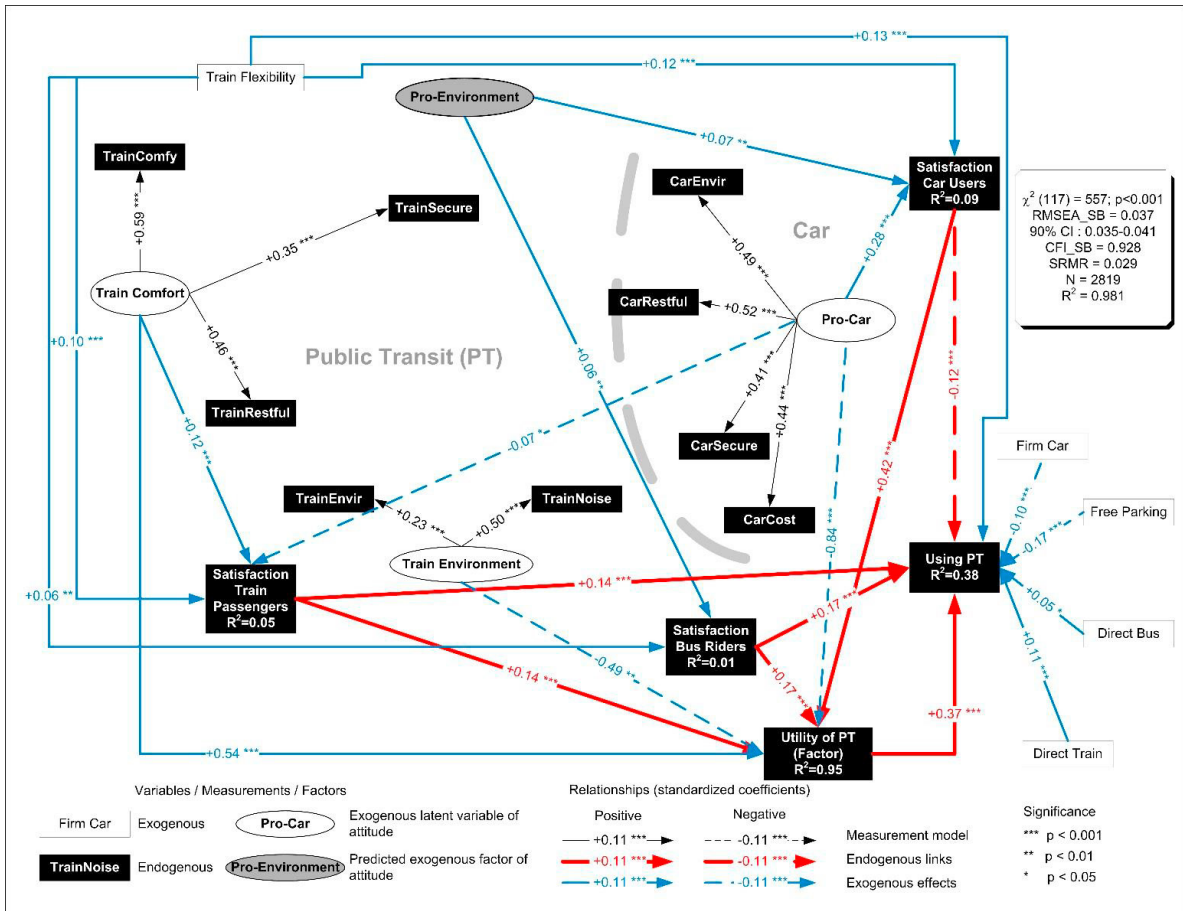 +0.13 ***
Train Flexibility
+0.12 ***
Pro-Environment
+0.07 **
TrainComfy
CarEnvir
Satisfaction
Car Users
R²=0.09
TrainSecure
+0.59 ***
+0.35 ***
Car
χ² (117) = 557; p<0.001
RMSEA_SB = 0.037
90% CI : 0.035-0.041
CFI_SB = 0.928
SRMR = 0.029
N = 2819
R² = 0.981
+0.28 ***
+0.49 ***
Train Comfort
CarRestful
+0.52 ***
Pro-Car
+0.10 ***
+0.46 ***
Public Transit (PT)
+0.06 **
-0.12 ***
+0.41 ***
+0.44 ***
TrainRestful
+0.12 ***
-0.07 *
CarSecure
+0.42 ***
Firm Car
TrainEnvir
TrainNoise
+0.23 ***
+0.50 ***
CarCost
-0.84 ***
-0.10 ***
Free Parking
-0.17 ***
Train Environment
Using PT
R²=0.38
Satisfaction
Train
Passengers
R²=0.05
+0.14 ***
+0.06 **
+0.17 ***
+0.05 *
Direct Bus
Satisfaction
Bus Riders
R²=0.01
+0.11 ***
-0.49 **
+0.14 ***
+0.17 ***
+0.37 ***
Utility of PT
(Factor)
R²=0.95
+0.54 ***
Direct Train
Variables / Measurements / Factors
Relationships (standardized coefficients)
Positive
Negative
Significance
Firm Car
Exogenous
Pro-Car
Exogenous latent variable of
attitude
+0.11 ***
-0.11 ***
Measurement model
*** p < 0.001
TrainNoise
Endogenous
Pro-Environment
Predicted exogenous factor of
attitude
+0.11 ***
-0.11 ***
Endogenous links
** p < 0.01
+0.11 ***
-0.11 ***
Exogenous effects
* p < 0.05